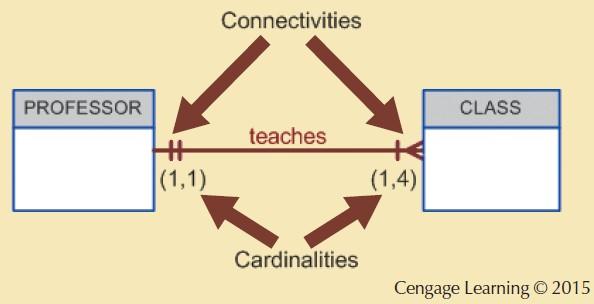 Connectivities
PROFESSOR
CLASS
teaches
(1,1)
(1,4)
Cardinalities
Cengage Learning © 2015